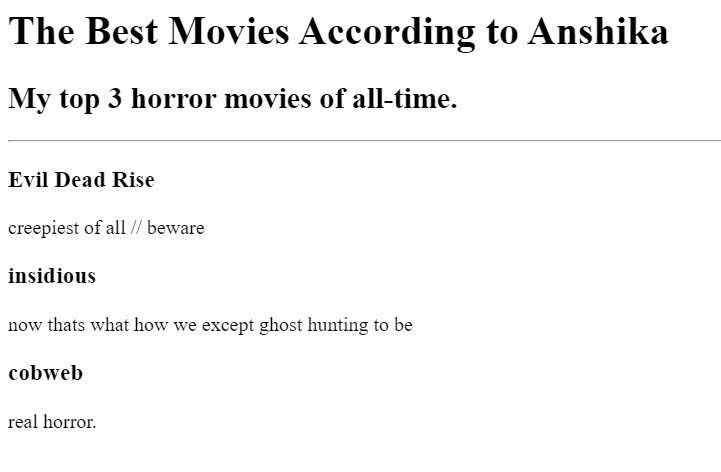 The Best Movies According to Anshika
My top 3 horror movies of all-time.
Evil Dead Rise
creepiest of all // beware
insidious
now thats what how we except ghost hunting to be
cobweb
real horror.